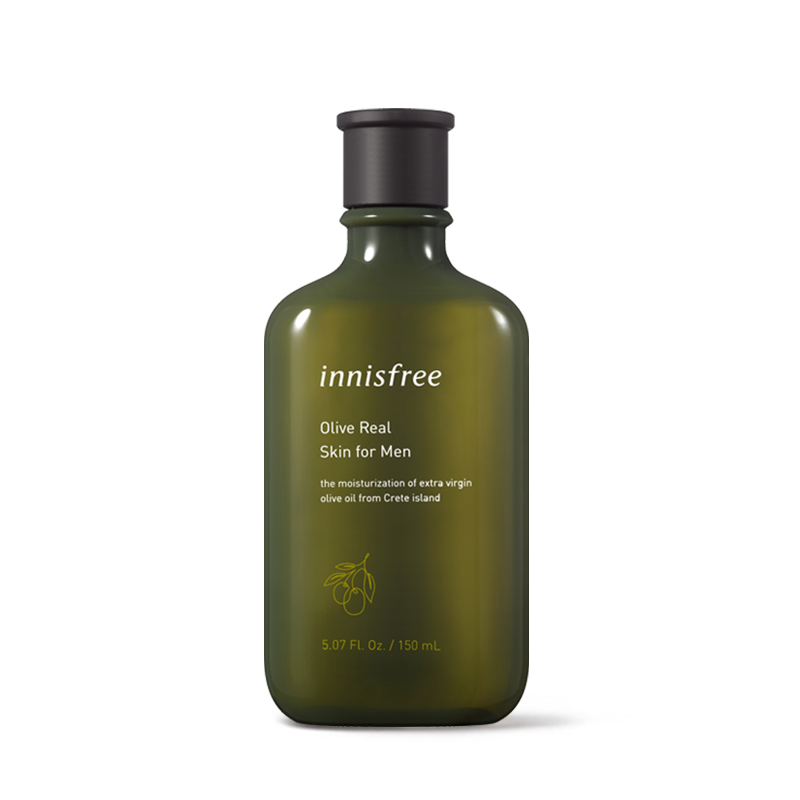 innisfree
Olive Real
Skin for Men
the moisturization of extra virgin
olive oil from Crete island
5.07 Fl. Oz. / 150 mL